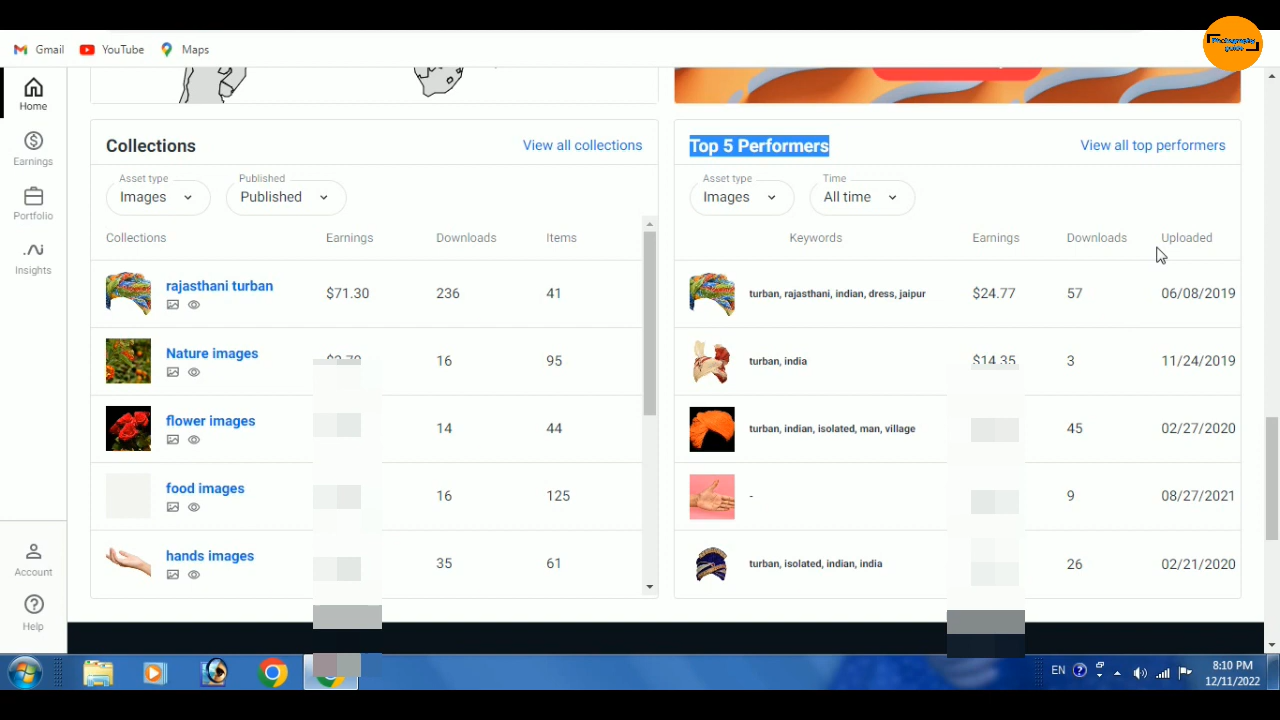 Photography
guide
Gmail
YouTube
Maps
Home
Earnings
Portfolio
Insights
Account
Help
Collections
View all collections
Asset type
Images
Published
Published
Collections Earnings Downloads Items
rajasthani turban $71.30 236 41
Nature images 16 95
flower images 14 44
food images 16 125
hands images 35 61
Top 5 Performers
View all top performers
Asset type
Images
Time
All time
Keywords Earnings Downloads Uploaded
turban, rajasthani, indian, dress, jaipur $24.77 57 06/08/2019
turban, india $14.35 3 11/24/2019
turban, indian, isolated, man, village 45 02/27/2020
- 9 08/27/2021
turban, isolated, indian, india 26 02/21/2020
EN
8:10 PM
12/11/2022